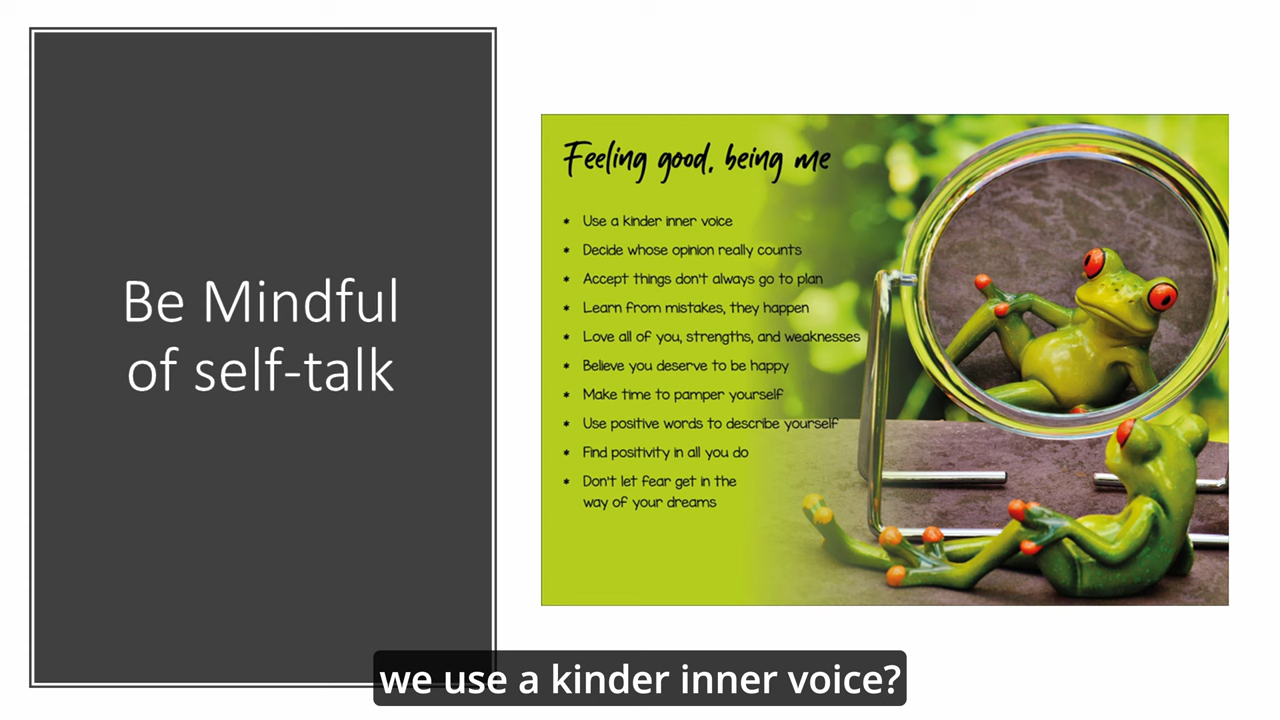 Be Mindful
of self-talk
Feeling good, being me
* Use a kinder inner voice
* Decide whose opinion really counts
* Accept things don't always go to plan
* Learn from mistakes, they happen
* Love all of you, strengths, and weaknesses
* Believe you deserve to be happy
* Make time to pamper yourself
* Use positive words to describe yourself
* Find positivity in all you do
* Don't let fear get in the
way of your dreams
we use a kinder inner voice?